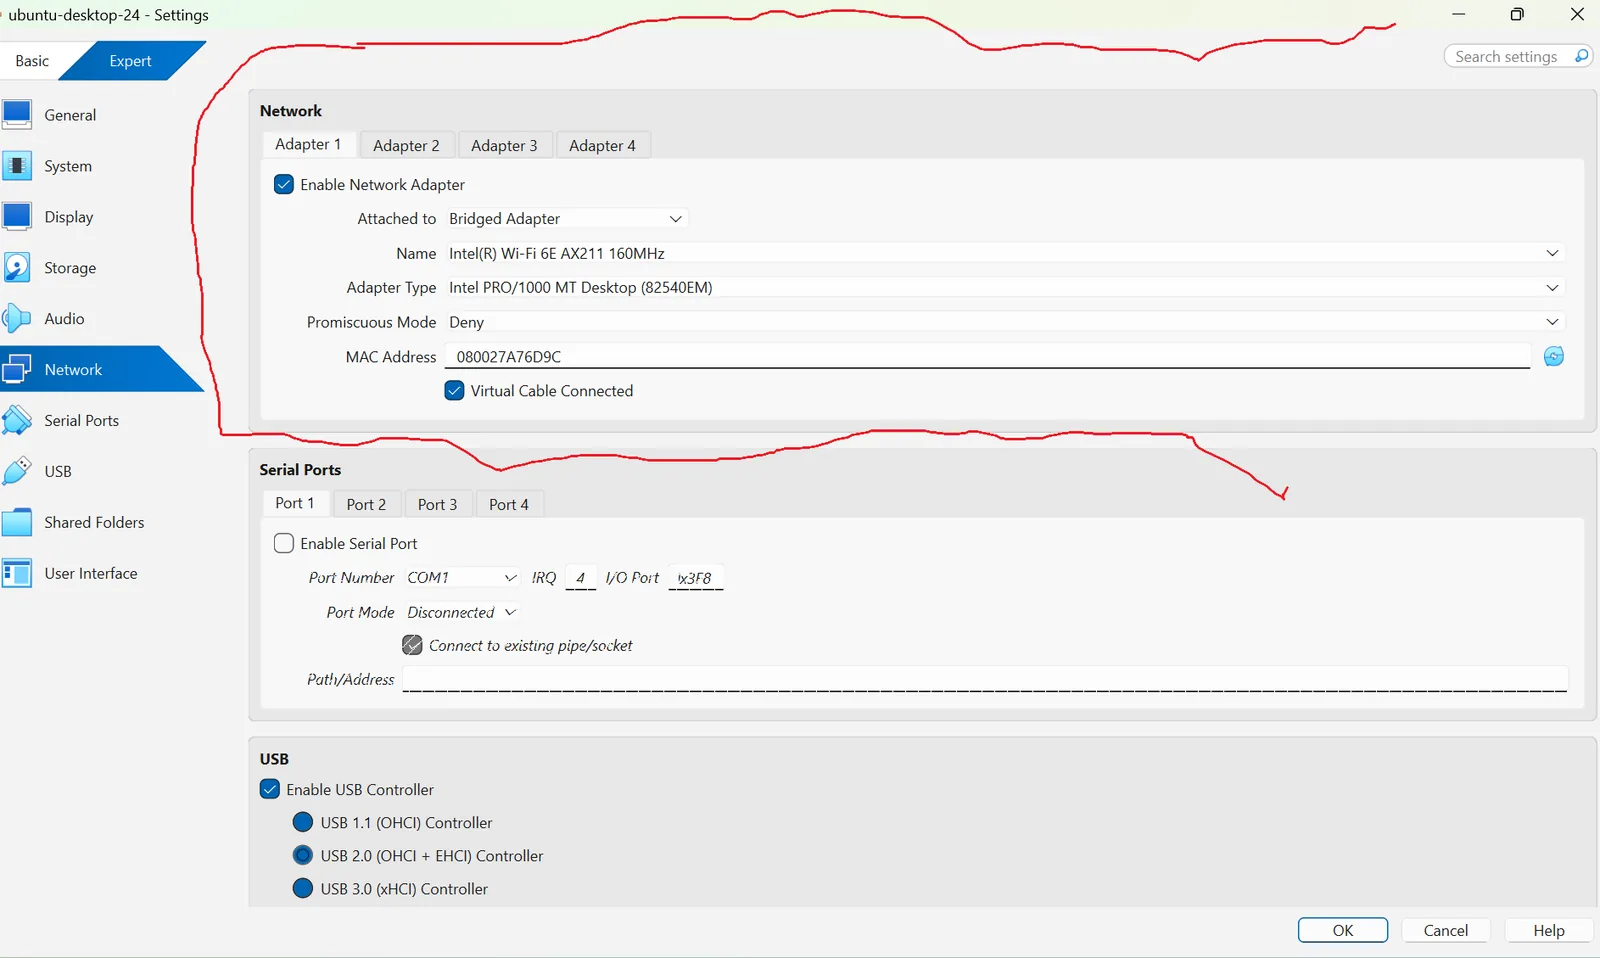 ubuntu-desktop-24 - Settings
Basic
Expert
Search settings
General
System
Display
Storage
Audio
Network
Serial Ports
USB
Shared Folders
User Interface
Network
Adapter 1 Adapter 2 Adapter 3 Adapter 4
Enable Network Adapter
Attached to Bridged Adapter
Name Intel(R) Wi-Fi 6E AX211 160MHz
Adapter Type Intel PRO/1000 MT Desktop (82540EM)
Promiscuous Mode Deny
MAC Address 080027A76D9C
Virtual Cable Connected
Serial Ports
Port 1 Port 2 Port 3 Port 4
Enable Serial Port
Port Number COM1 IRQ 4 I/O Port 0x3F8
Port Mode Disconnected
Connect to existing pipe/socket
Path/Address
USB
Enable USB Controller
USB 1.1 (OHCI) Controller
USB 2.0 (OHCI + EHCI) Controller
USB 3.0 (xHCI) Controller
OK Cancel Help